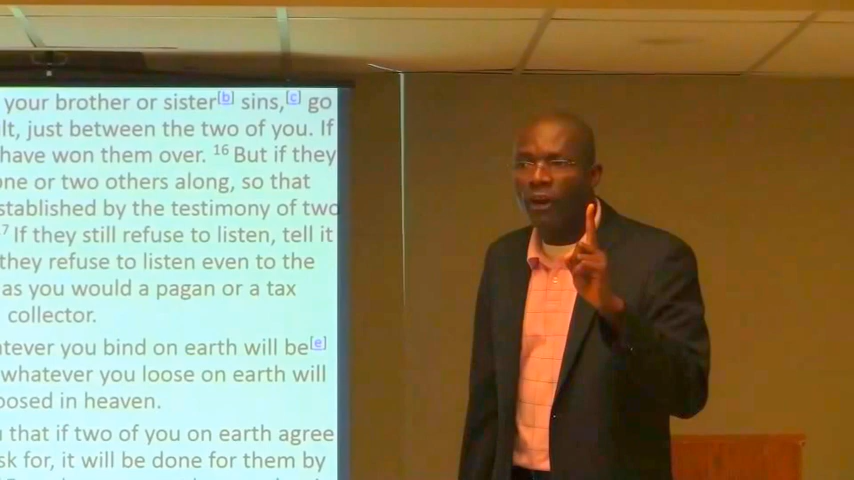 your brother or sister[b] sins,[c] go
lt, just between the two of you. If
have won them over. 16 But if they
one or two others along, so that
stablished by the testimony of two
17 If they still refuse to listen, tell it
they refuse to listen even to the
as you would a pagan or a tax
collector.
atever you bind on earth will be[e]
whatever you loose on earth will
oosed in heaven.
u that if two of you on earth agree
sk for, it will be done for them by